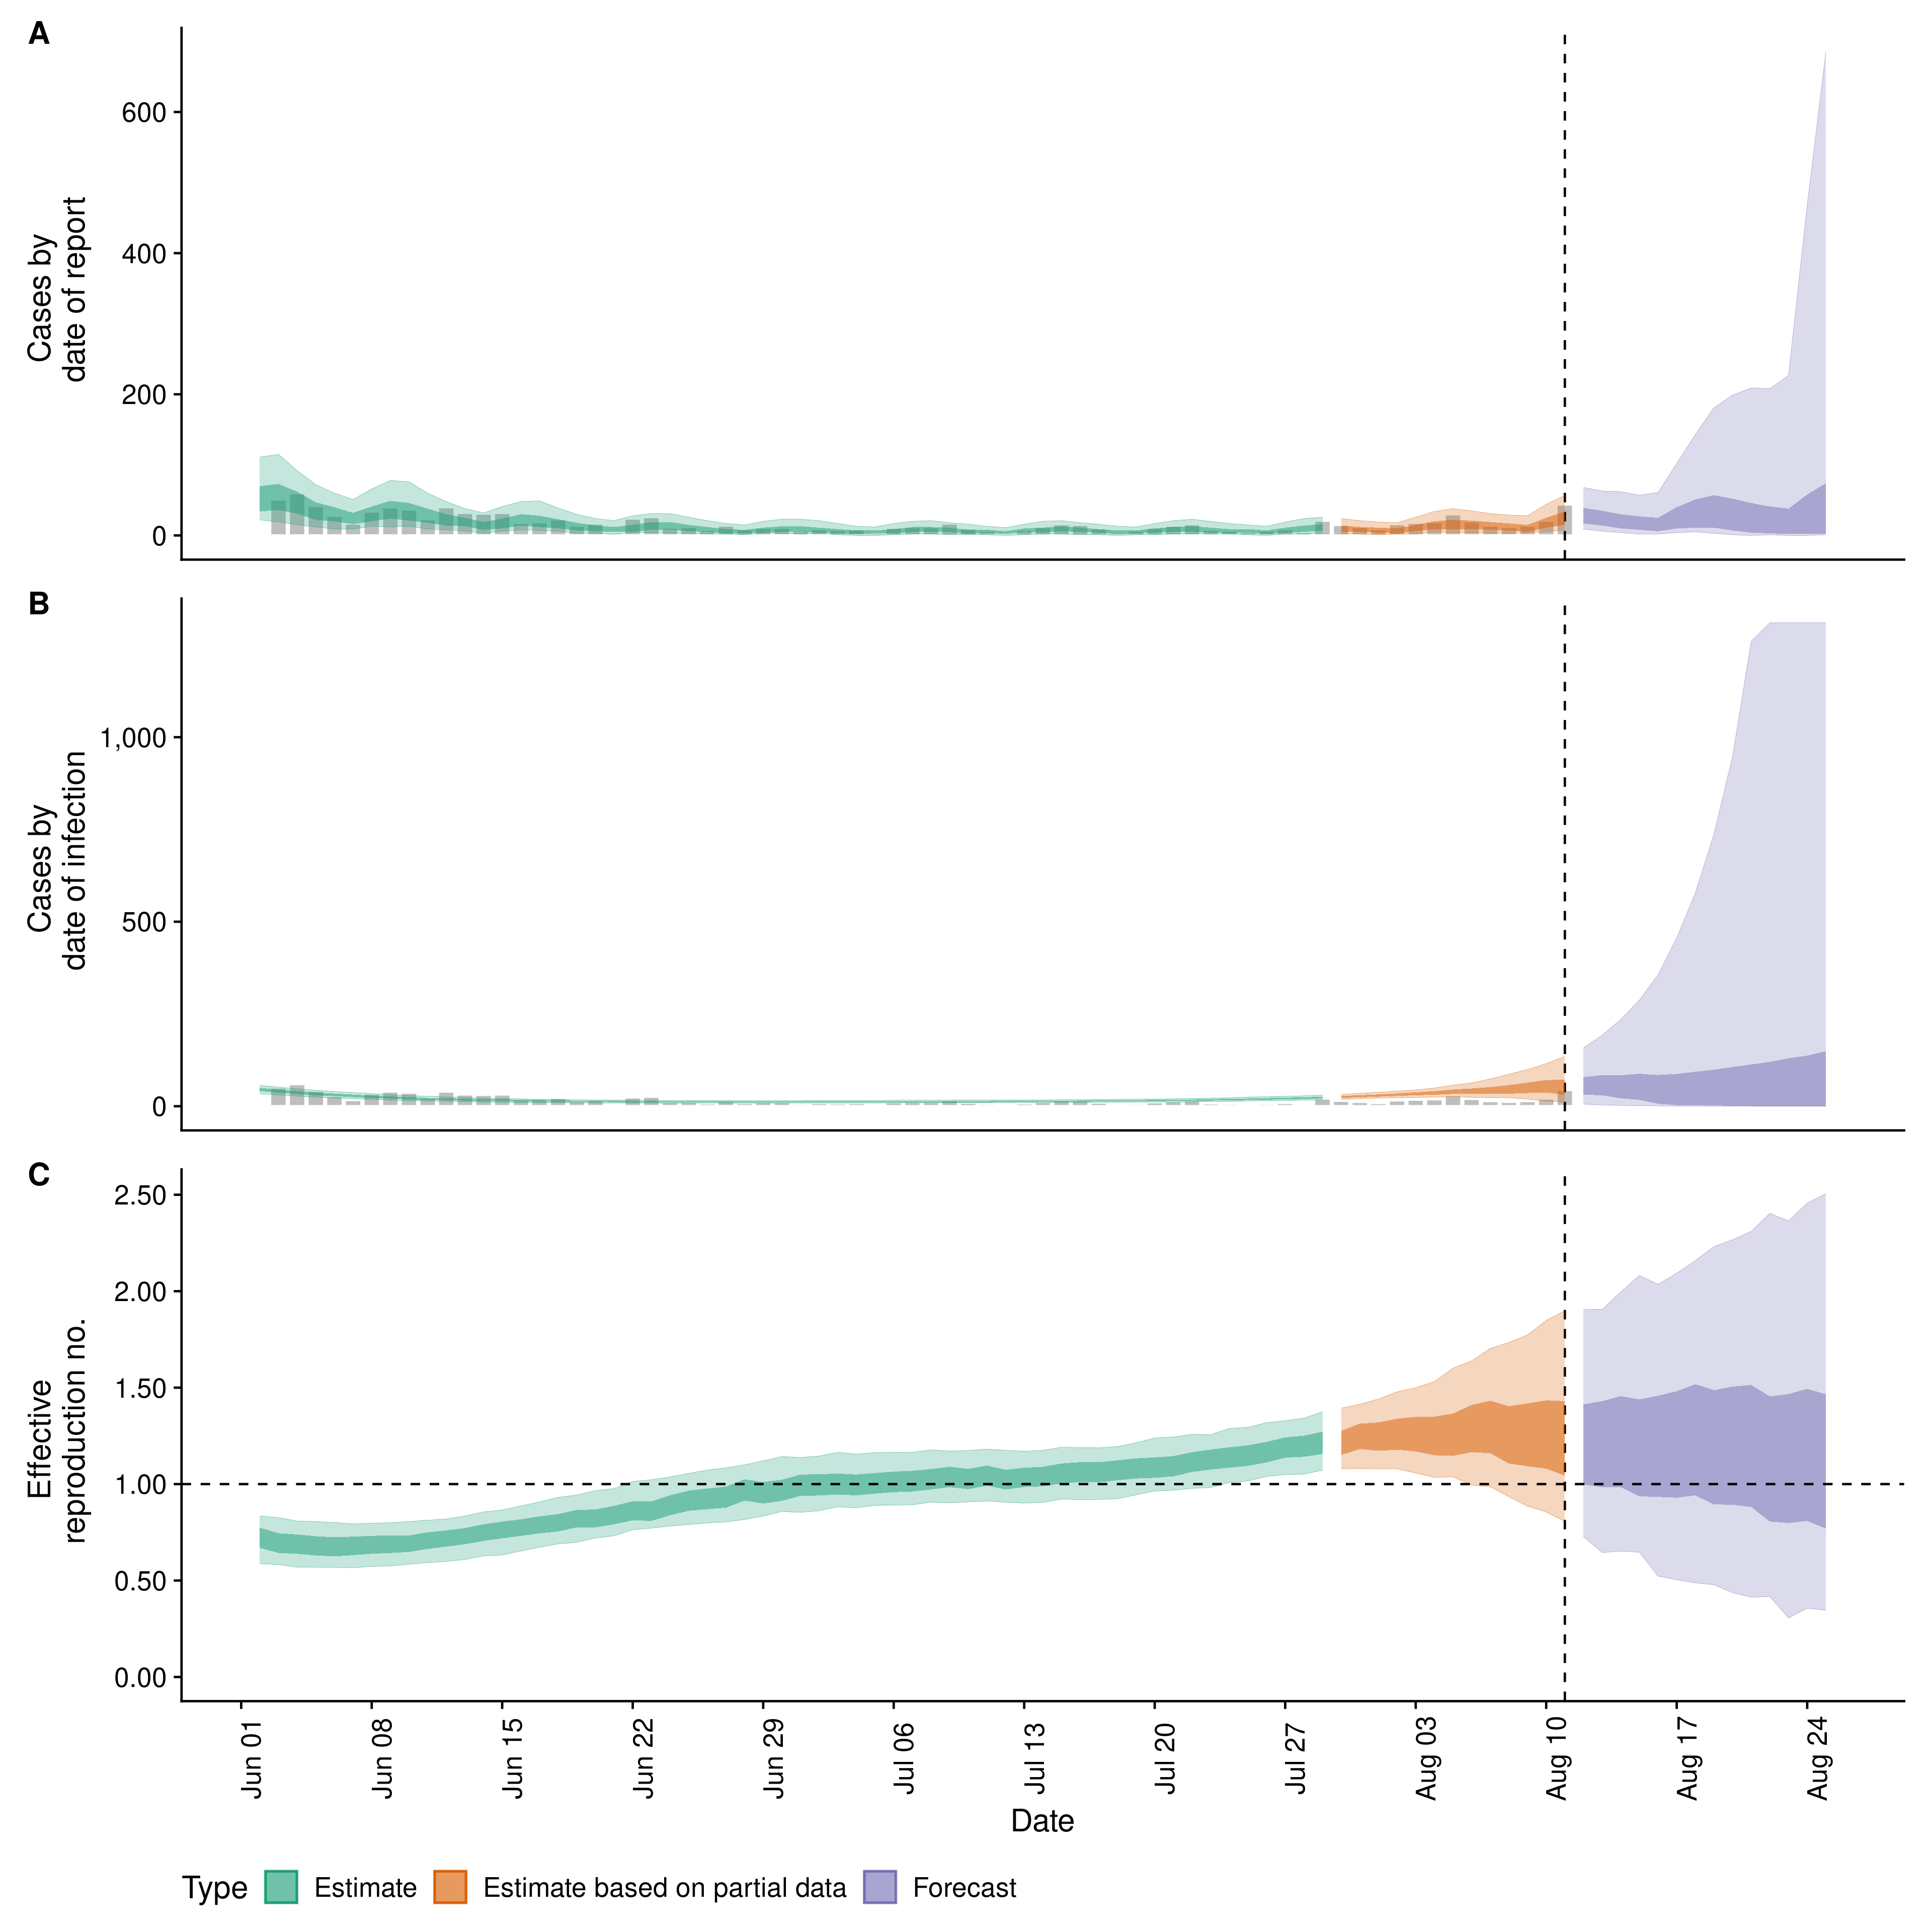 A
Cases by
date of report
600
400
200
0
B
Cases by
date of infection
1,000
500
0
C
Effective
reproduction no.
2.50
2.00
1.50
1.00
0.50
0.00
Jun 01
Jun 08
Jun 15
Jun 22
Jun 29
Jul 06
Jul 13
Jul 20
Jul 27
Aug 03
Aug 10
Aug 17
Aug 24
Date
Type Estimate Estimate based on partial data Forecast